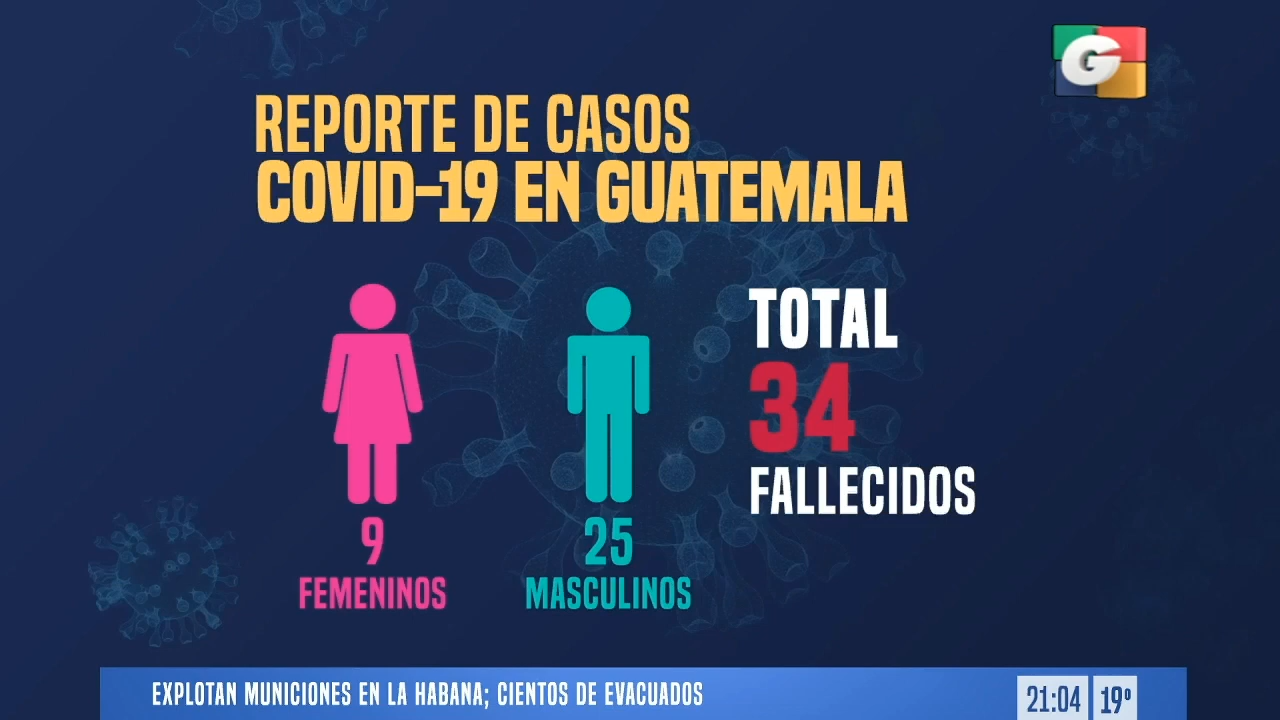 G
REPORTE DE CASOS
COVID-19 EN GUATEMALA
TOTAL
34
FALLECIDOS
9
FEMENINOS
25
MASCULINOS
EXPLOTAN MUNICIONES EN LA HABANA; CIENTOS DE EVACUADOS
21:04
19º